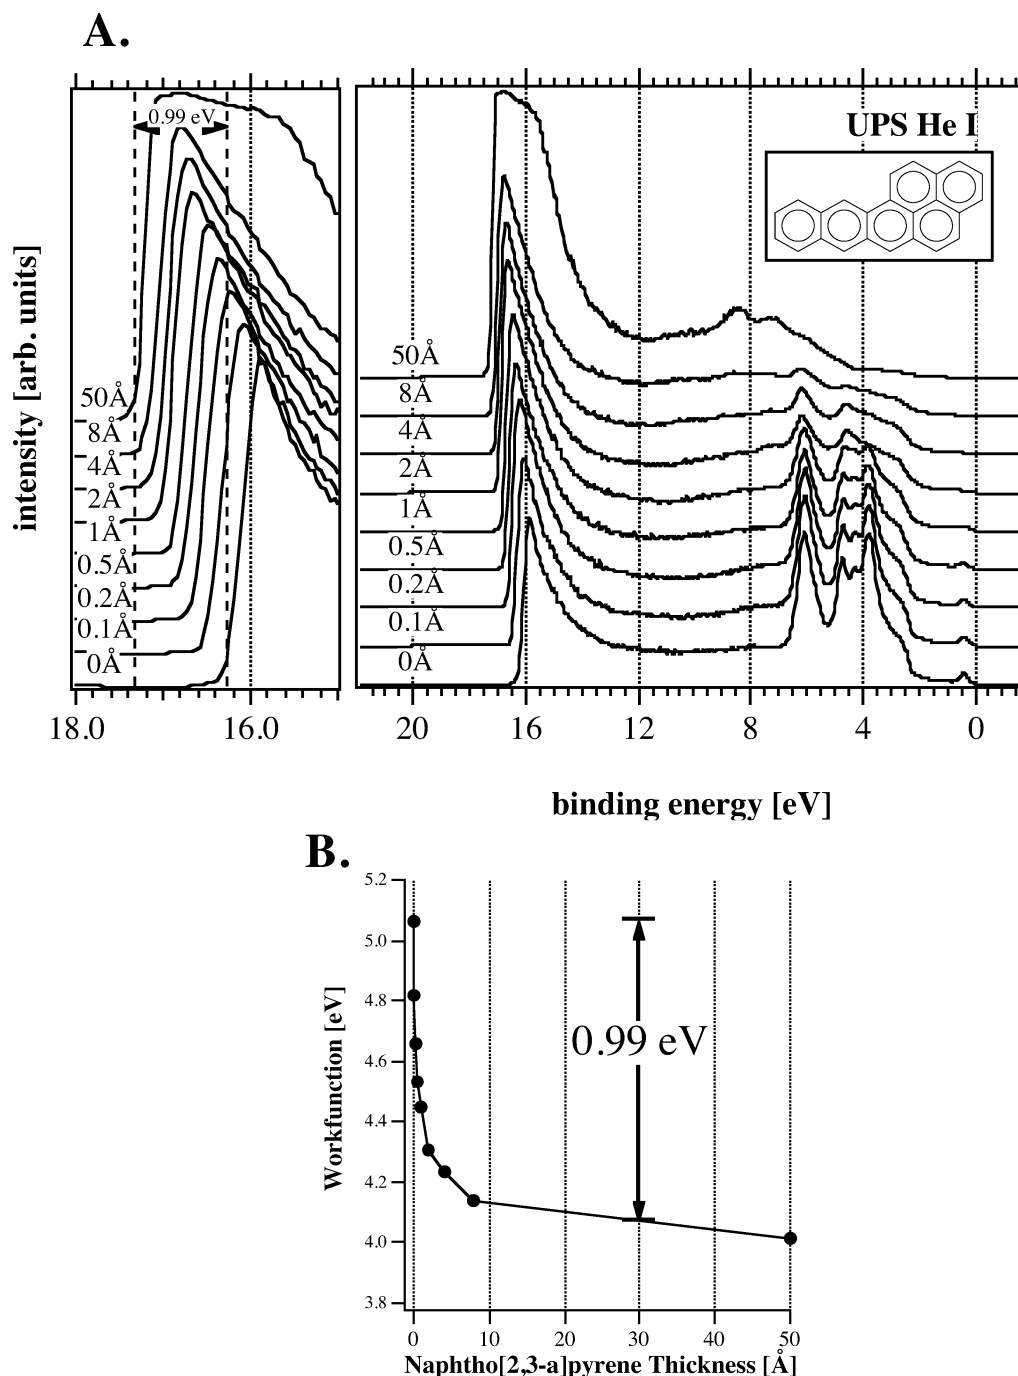 A.
0.99 eV
UPS He I
intensity [arb. units]
50Å
8Å
4Å
2Å
1Å
0.5Å
0.2Å
0.1Å
0Å
50Å
8Å
4Å
2Å
1Å
0.5Å
0.2Å
0.1Å
0Å
18.0 16.0
20 16 12 8 4 0
binding energy [eV]
B.
5.2
5.0
4.8
4.6
4.4
4.2
4.0
3.8
Workfunction [eV]
0.99 eV
0 10 20 30 40 50
Naphtho[2,3-a]pyrene Thickness [Å]